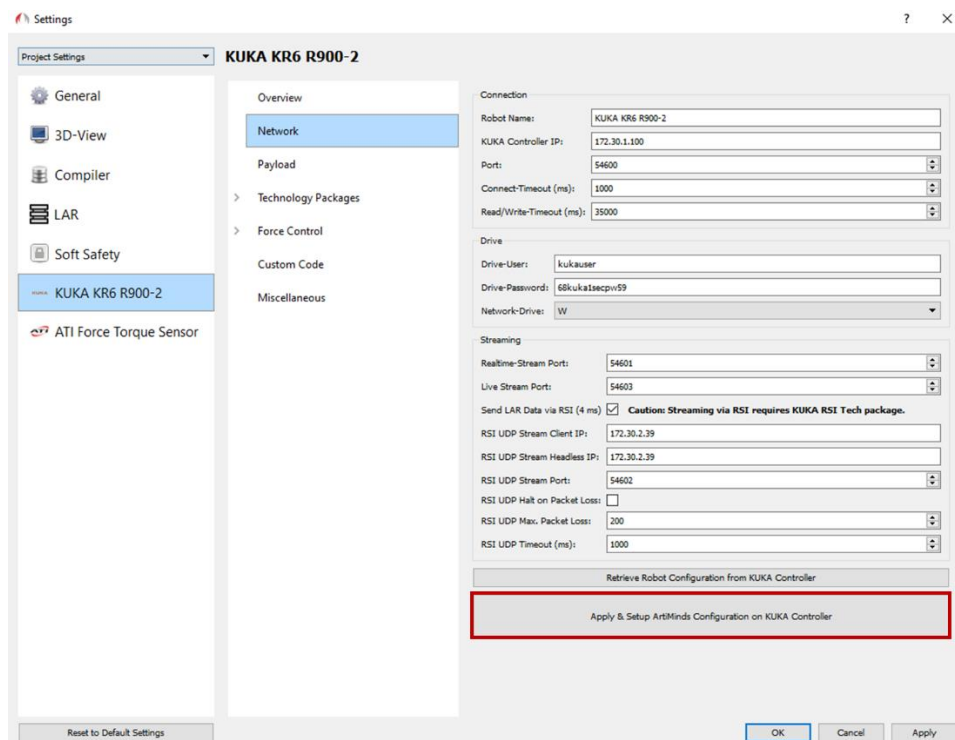 Settings
?
Project Settings
KUKA KR6 R900-2
General
3D-View
Compiler
LAR
Soft Safety
KUKA KR6 R900-2
ATI Force Torque Sensor
Reset to Default Settings
Overview
Network
Payload
Technology Packages
Force Control
Custom Code
Miscellaneous
Connection
Robot Name: KUKA KR6 R900-2
KUKA Controller IP: 172.30.1.100
Port: 54600
Connect-Timeout (ms): 1000
Read/Write-Timeout (ms): 35000
Drive
Drive-User: kukauser
Drive-Password: 68kuka1secpw59
Network-Drive: W
Streaming
Realtime-Stream Port: 54601
Live Stream Port: 54603
Send LAR Data via RSI (4 ms) Caution: Streaming via RSI requires KUKA RSI Tech package.
RSI UDP Stream Client IP: 172.30.2.39
RSI UDP Stream Headless IP: 172.30.2.39
RSI UDP Stream Port: 54602
RSI UDP Halt on Packet Loss:
RSI UDP Max. Packet Loss: 200
RSI UDP Timeout (ms): 1000
Retrieve Robot Configuration from KUKA Controller
Apply & Setup ArtiMinds Configuration on KUKA Controller
OK Cancel Apply